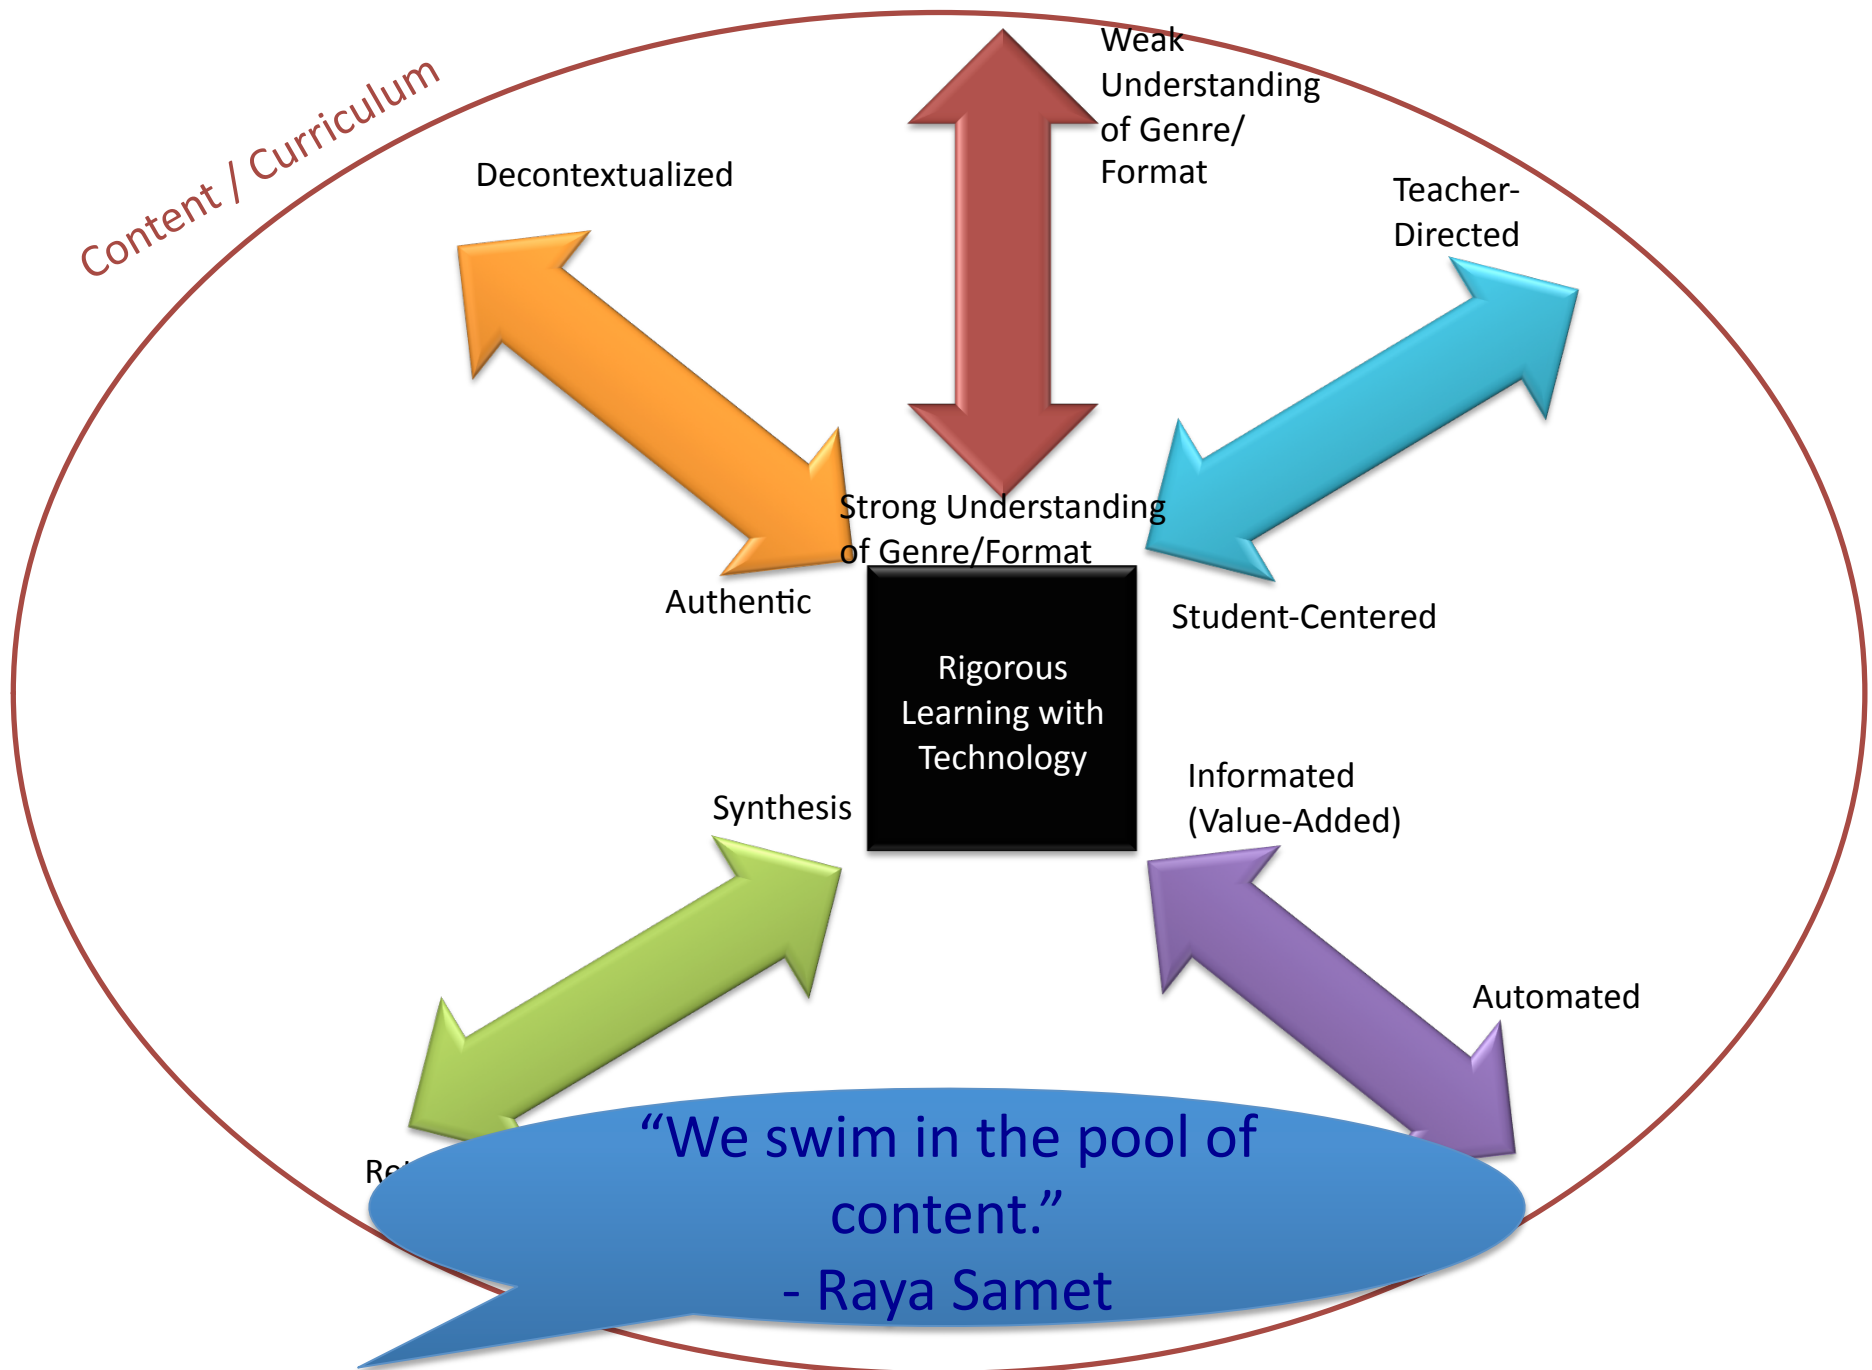 Content / Curriculum
Weak
Understanding
of Genre/
Format
Decontextualized
Teacher-
Directed
Strong Understanding
of Genre/Format
Authentic
Student-Centered
Rigorous
Learning with
Technology
Informated
(Value-Added)
Synthesis
Automated
“We swim in the pool of
content.”
- Raya Samet